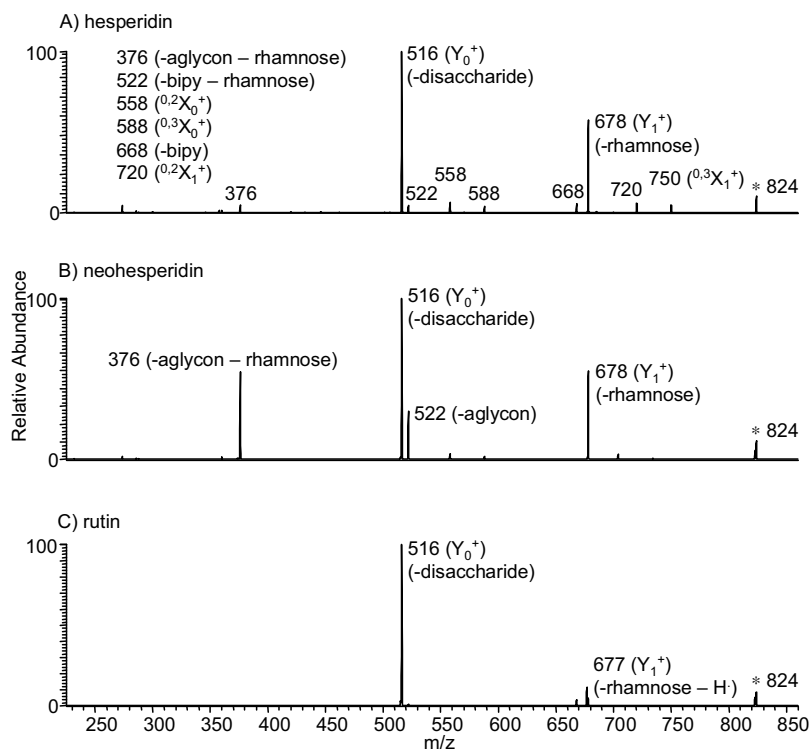 A) hesperidin
100
376 (-aglycon – rhamnose)
522 (-bipy – rhamnose)
558 (⁰,²X₀⁺)
588 (⁰,³X₀⁺)
668 (-bipy)
720 (⁰,²X₁⁺)
516 (Y₀⁺)
(-disaccharide)
678 (Y₁⁺)
(-rhamnose)
376
522
558
588
668
720
750 (⁰,³X₁⁺)
* 824
0
B) neohesperidin
100
516 (Y₀⁺)
(-disaccharide)
376 (-aglycon – rhamnose)
678 (Y₁⁺)
(-rhamnose)
522 (-aglycon)
* 824
0
Relative Abundance
C) rutin
100
516 (Y₀⁺)
(-disaccharide)
677 (Y₁⁺)
(-rhamnose – H·)
* 824
0
250 300 350 400 450 500 550 600 650 700 750 800 850
m/z